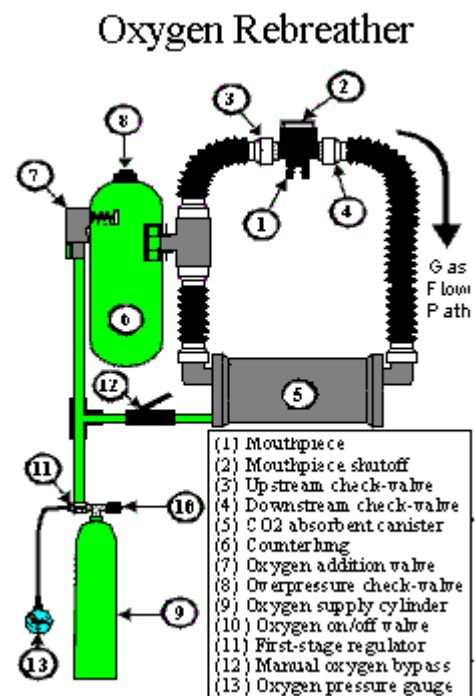 Oxygen Rebreather
3
2
8
7
1
4
Gas
Flow
Path
6
12
5
11
10
9
13
(1) Mouthpiece
(2) Mouthpiece shutoff
(3) Upstream check-valve
(4) Downstream check-valve
(5) CO2 absorbent canister
(6) Counterlung
(7) Oxygen addition valve
(8) Overpressure check-valve
(9) Oxygen supply cylinder
(10) Oxygen on/off valve
(11) First-stage regulator
(12) Manual oxygen bypass
(13) Oxygen pressure gauge